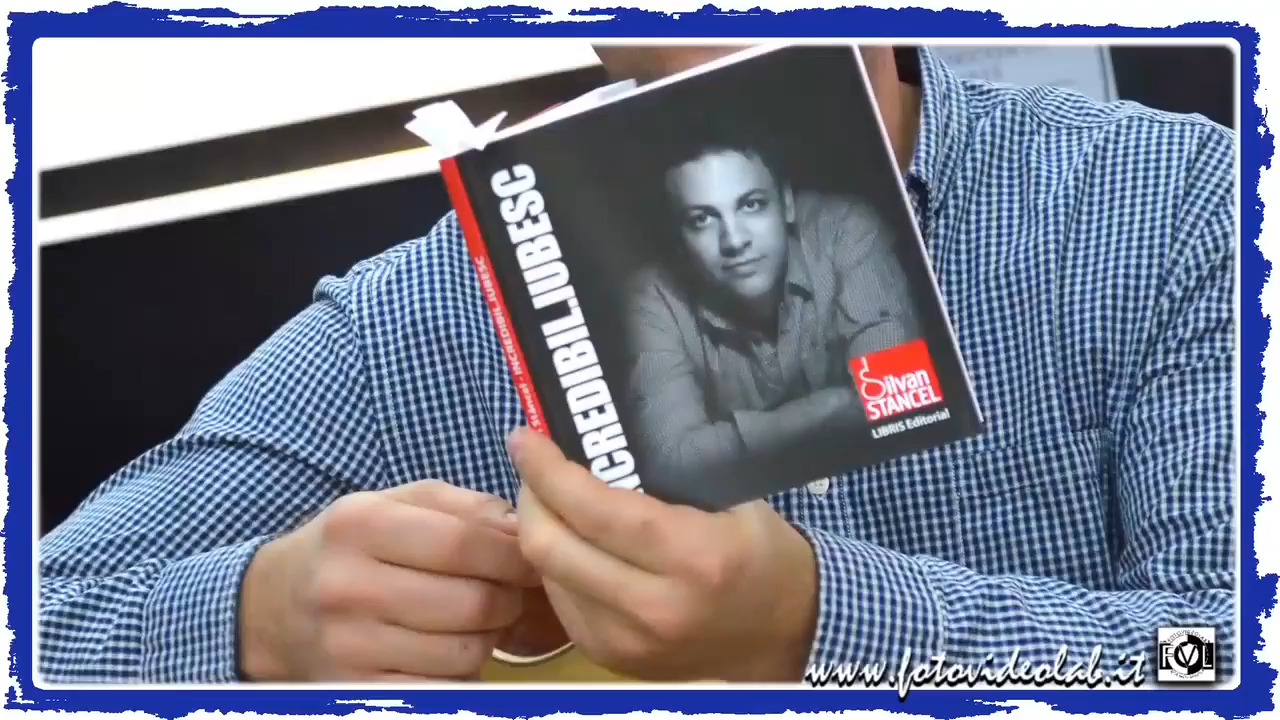 INCREDIBIL.IUBESC
Stancel - INCREDIBIL.IUBESC
Silvan
STANCEL
LIBRIS Editorial
www.fotovideolab.it
FVL